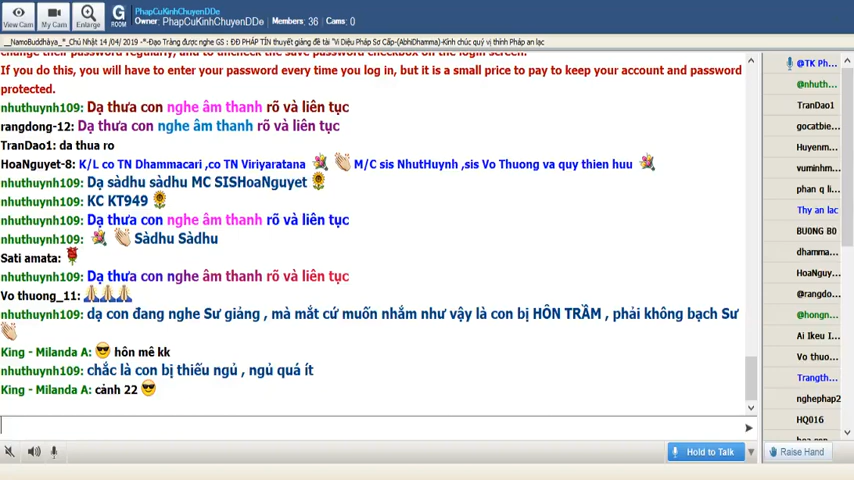 PhapCuKinhChuyenDDe
Owner: PhapCuKinhChuyenDDe Members: 36 Cams: 0
View Cam My Cam Enlarge G ROOM
__NamoBuddhàya_*_Chủ Nhật 14 /04/ 2019 -*-Đạo Tràng được nghe GS : ĐĐ PHÁP TÍN thuyết giảng đề tài "Vi Diệu Pháp Sơ Cấp-(AbhiDhamma)-Kính chúc quý vị thính Pháp an lạc
change their password regularly, and to uncheck the save password checkbox on the login screen.
If you do this, you will have to enter your password every time you log in, but it is a small price to pay to keep your account and password
protected.
nhuthuynh109: Dạ thưa con nghe âm thanh rõ và liên tục
rangdong-12: Dạ thưa con nghe âm thanh rõ và liên tục
TranDao1: da thua ro
HoaNguyet-8: K/L co TN Dhammacari ,co TN Viriyaratana M/C sis NhutHuynh ,sis Vo Thuong va quy thien huu
nhuthuynh109: Dạ sàdhu sàdhu MC SISHoaNguyet
nhuthuynh109: KC KT949
nhuthuynh109: Dạ thưa con nghe âm thanh rõ và liên tục
nhuthuynh109: Sàdhu Sàdhu
Sati amata:
nhuthuynh109: Dạ thưa con nghe âm thanh rõ và liên tục
Vo thuong_11:
nhuthuynh109: dạ con đang nghe Sư giảng , mà mắt cứ muốn nhắm như vậy là con bị HÔN TRẦM , phải không bạch Sư
King - Milanda A: hôn mê kk
nhuthuynh109: chắc là con bị thiếu ngủ , ngủ quá ít
King - Milanda A: cảnh 22
@TK Ph...
@nhuth...
TranDao1
gocatbie...
Huyenm...
vuminh...
phan q li...
Thy an lac
BUONG B0
dhamma...
HoaNguy...
@rangdo...
@hongn...
Ai Ikeu I...
Vo thuo...
Trangth...
nghephap2
HQ016
Hold to Talk
Raise Hand